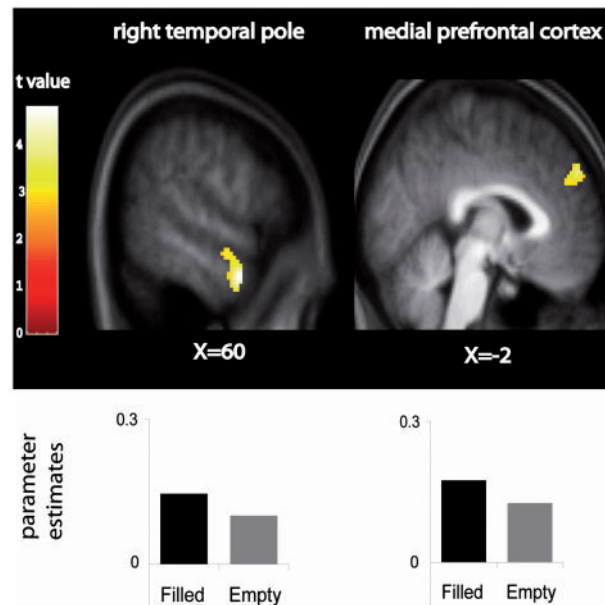 right temporal pole
medial prefrontal cortex
t value
4
3
2
1
0
X=60
X=-2
parameter
estimates
0.3
0
Filled Empty
0.3
0
Filled Empty